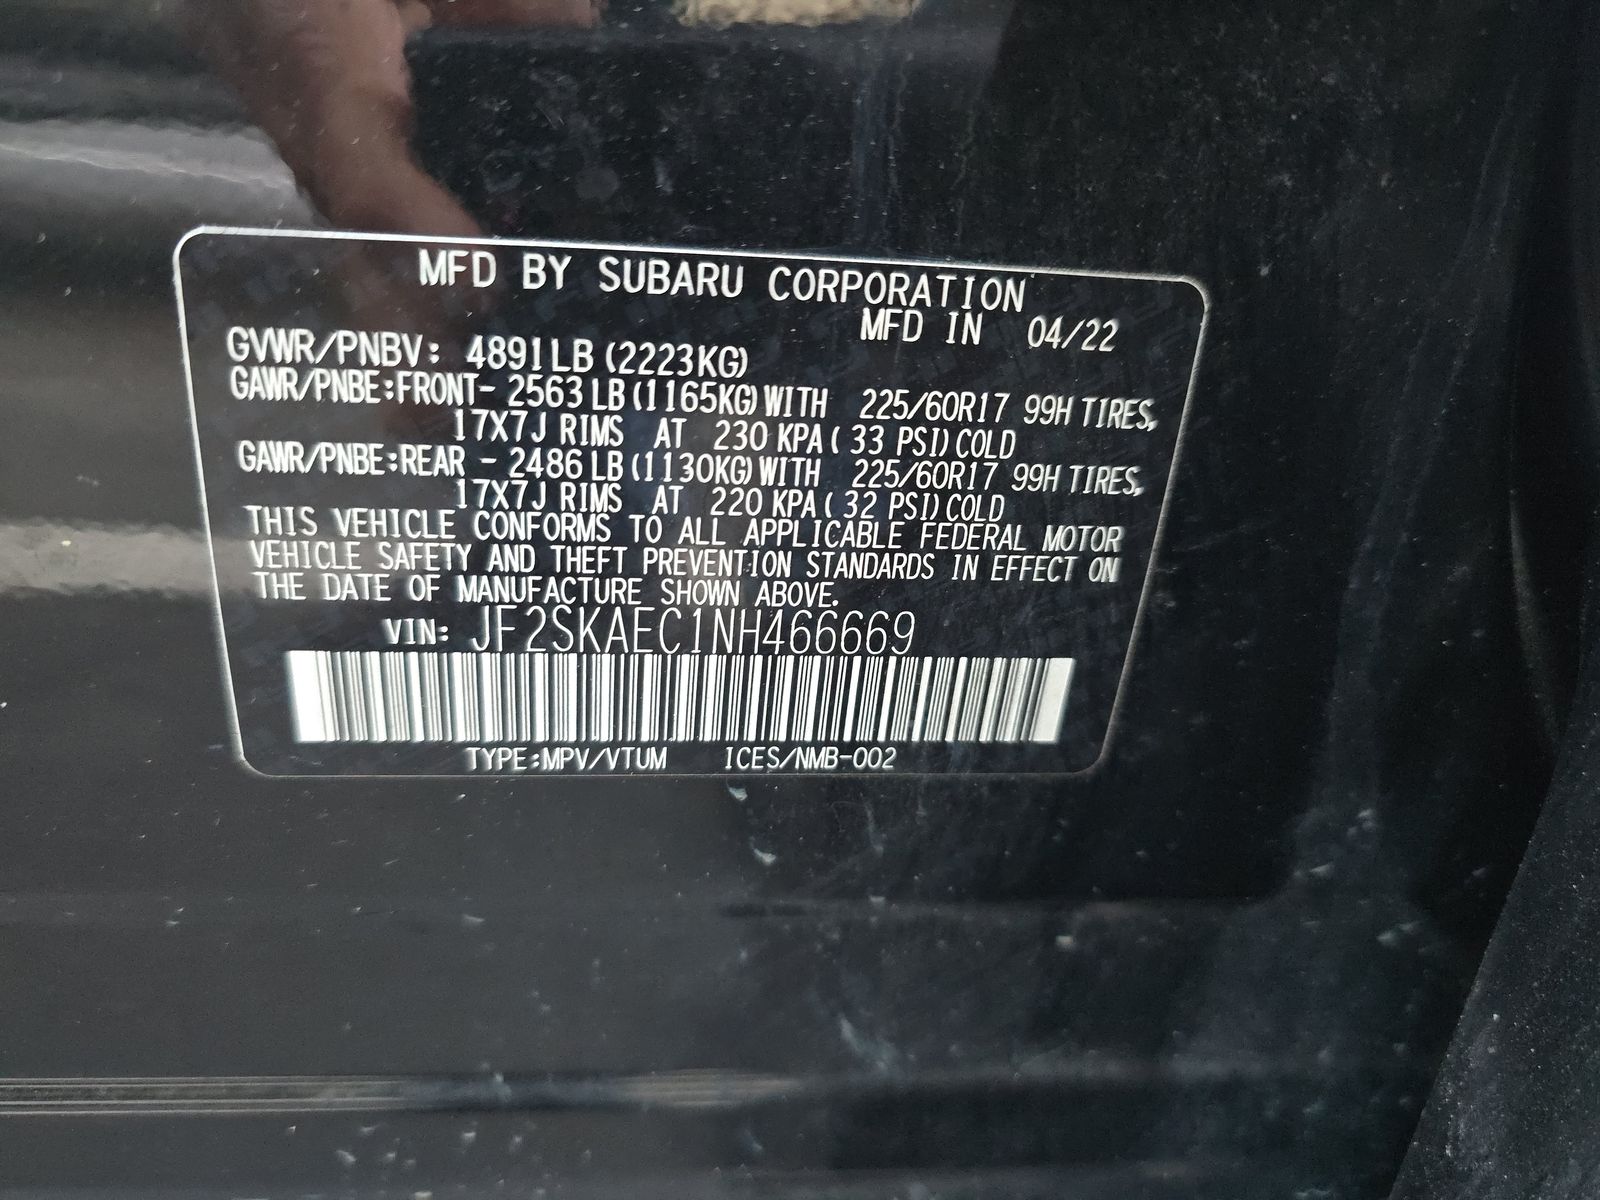 MFD BY SUBARU CORPORATION
MFD IN 04/22
GVWR/PNBV: 4891LB (2223KG)
GAWR/PNBE:FRONT- 2563 LB (1165KG) WITH 225/60R17 99H TIRES,
17X7J RIMS AT 230 KPA ( 33 PSI) COLD
GAWR/PNBE:REAR - 2486 LB (1130KG) WITH 225/60R17 99H TIRES,
17X7J RIMS AT 220 KPA ( 32 PSI) COLD
THIS VEHICLE CONFORMS TO ALL APPLICABLE FEDERAL MOTOR
VEHICLE SAFETY AND THEFT PREVENTION STANDARDS IN EFFECT ON
THE DATE OF MANUFACTURE SHOWN ABOVE.
VIN: JF2SKAEC1NH466669
TYPE:MPV/VTUM ICES/NMB-002